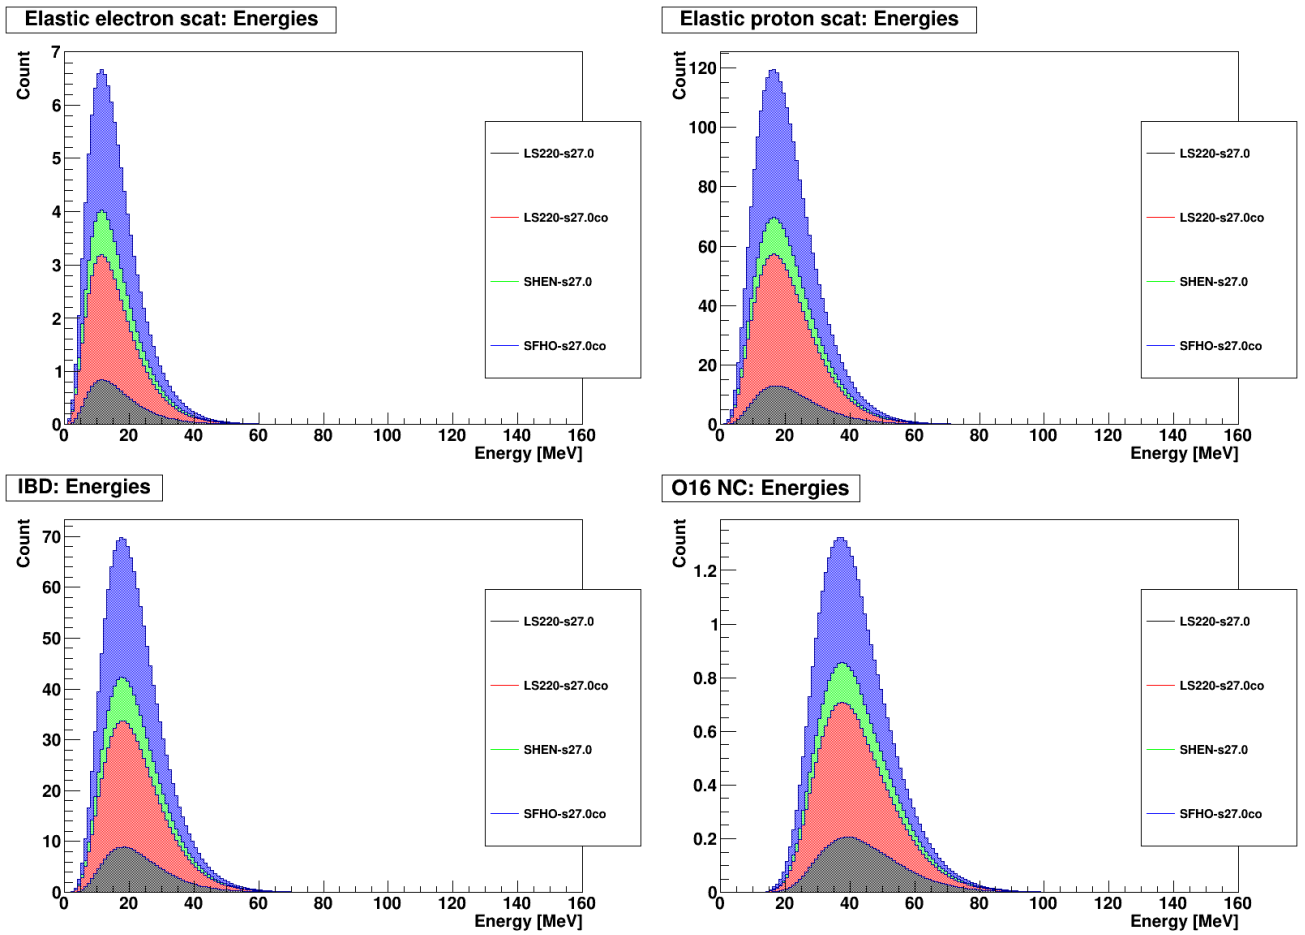 Elastic electron scat: Energies
Count
7
6
5
4
3
2
1
0
0 20 40 60 80 100 120 140 160
Energy [MeV]
LS220-s27.0
LS220-s27.0co
SHEN-s27.0
SFHO-s27.0co
Elastic proton scat: Energies
Count
120
100
80
60
40
20
0
0 20 40 60 80 100 120 140 160
Energy [MeV]
LS220-s27.0
LS220-s27.0co
SHEN-s27.0
SFHO-s27.0co
IBD: Energies
Count
70
60
50
40
30
20
10
0
0 20 40 60 80 100 120 140 160
Energy [MeV]
LS220-s27.0
LS220-s27.0co
SHEN-s27.0
SFHO-s27.0co
O16 NC: Energies
Count
1.2
1
0.8
0.6
0.4
0.2
0
0 20 40 60 80 100 120 140 160
Energy [MeV]
LS220-s27.0
LS220-s27.0co
SHEN-s27.0
SFHO-s27.0co